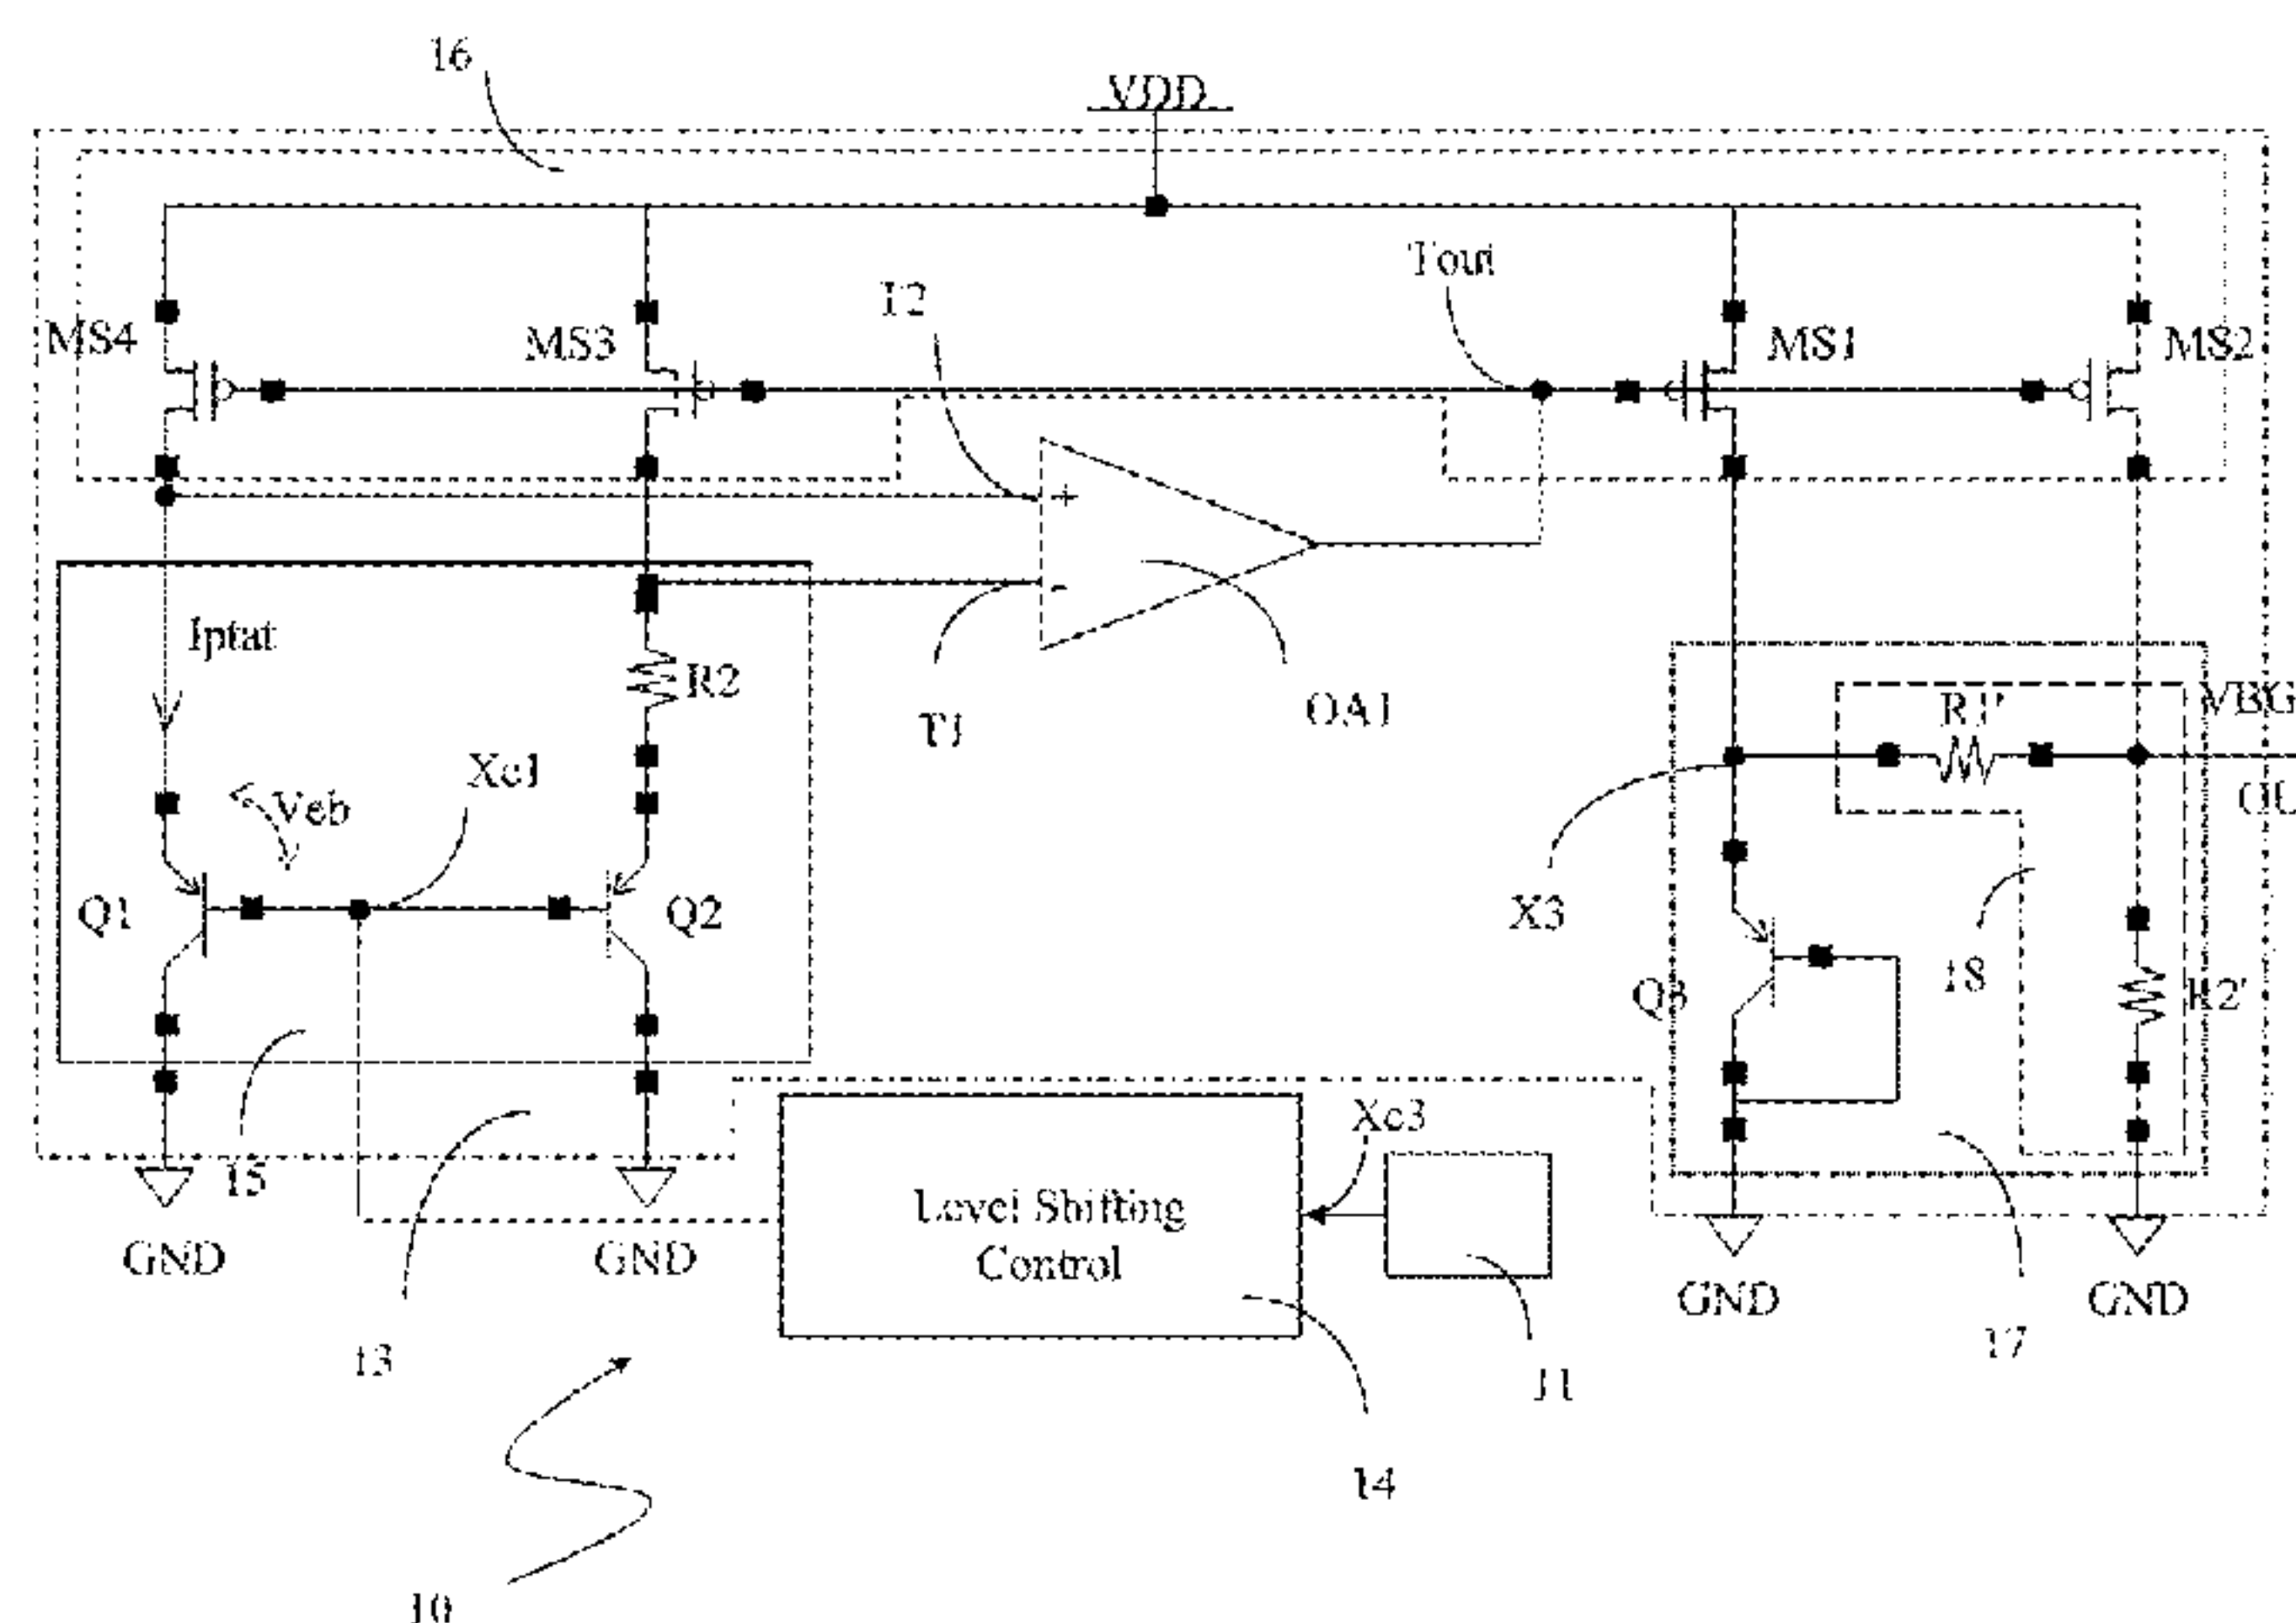 16
VDD
Tout
T2
MS4
MS3
MS1
MS2
Iptat
R2
T1
OA1
R1'
VBG
Xc1
Veb
Q1
Q2
X3
Q3
18
R2'
Xc3
15
Level Shifting
Control
GND
GND
GND
GND
13
11
17
14
10